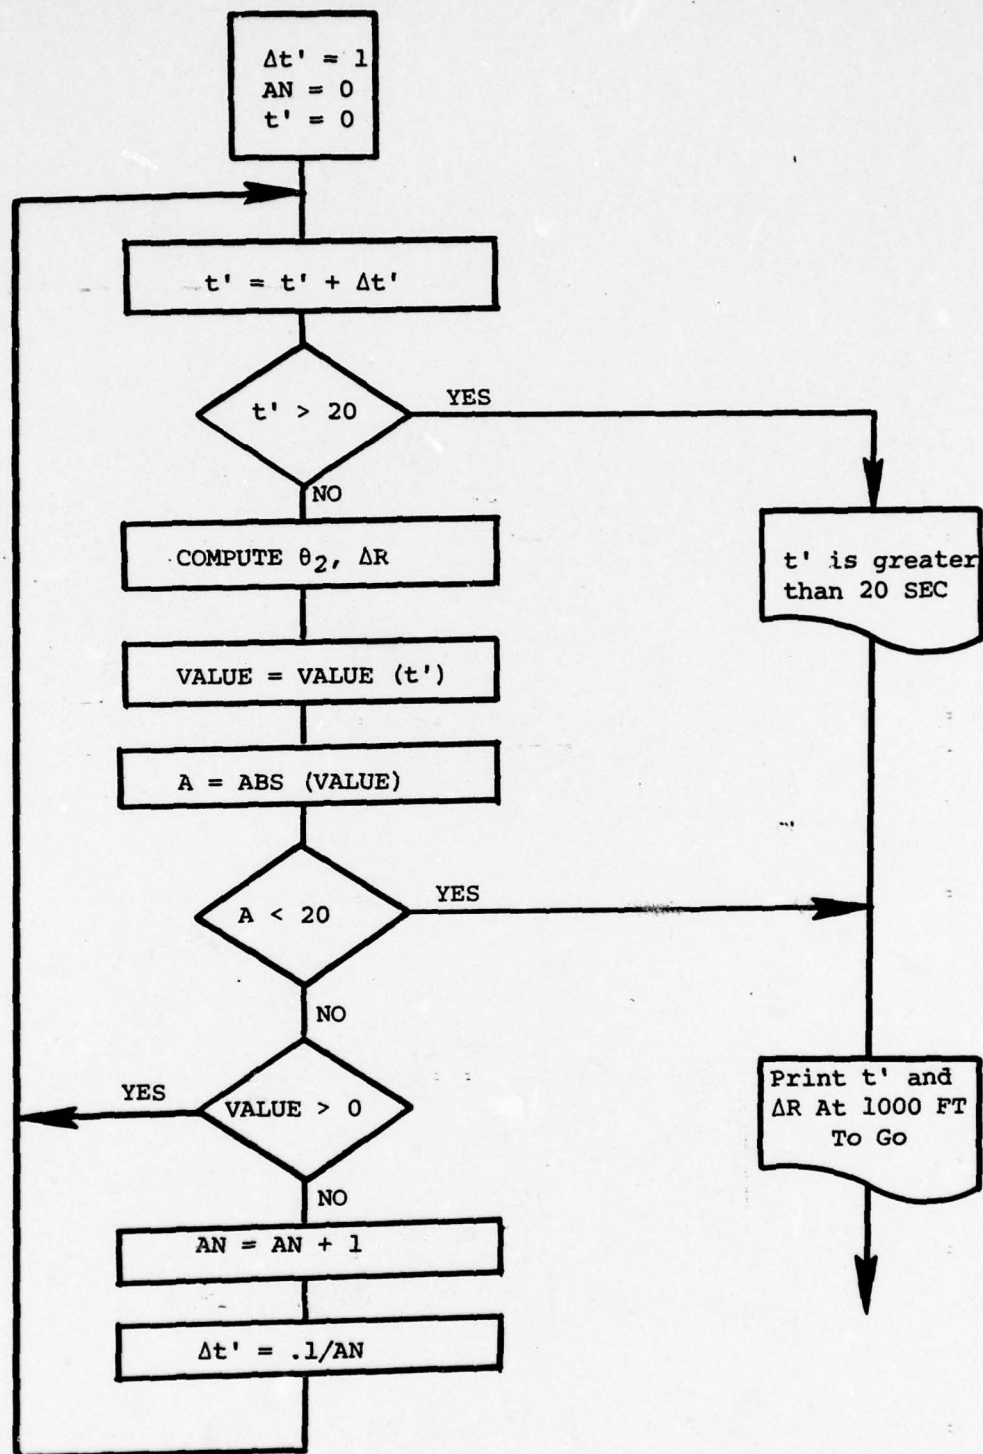 Δt' = 1
AN = 0
t' = 0
t' = t' + Δt'
t' > 20
YES
NO
COMPUTE θ2, ΔR
t' is greater
than 20 SEC
VALUE = VALUE (t')
A = ABS (VALUE)
A < 20
YES
NO
VALUE > 0
YES
NO
Print t' and
ΔR At 1000 FT
To Go
AN = AN + 1
Δt' = .1/AN